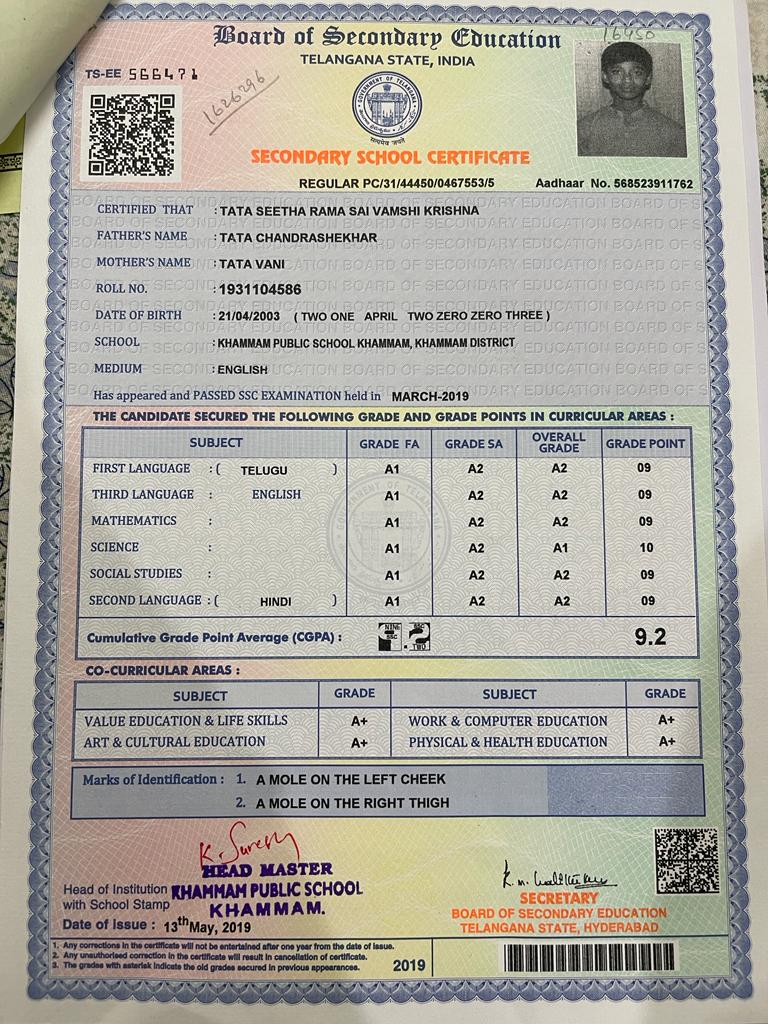 16450
Board of Secondary Education
TELANGANA STATE, INDIA
TS-EE 566471
1626296
GOVERNMENT OF TELANGANA
सत्यमेव जयते
SECONDARY SCHOOL CERTIFICATE
REGULAR PC/31/44450/0467553/5 Aadhaar No. 568523911762
CERTIFIED THAT : TATA SEETHA RAMA SAI VAMSHI KRISHNA
FATHER'S NAME : TATA CHANDRASHEKHAR
MOTHER'S NAME : TATA VANI
ROLL NO. : 1931104586
DATE OF BIRTH : 21/04/2003 ( TWO ONE APRIL TWO ZERO ZERO THREE )
SCHOOL : KHAMMAM PUBLIC SCHOOL KHAMMAM, KHAMMAM DISTRICT
MEDIUM : ENGLISH
Has appeared and PASSED SSC EXAMINATION held in MARCH-2019
THE CANDIDATE SECURED THE FOLLOWING GRADE AND GRADE POINTS IN CURRICULAR AREAS :
SUBJECT GRADE FA GRADE SA OVERALL GRADE GRADE POINT
FIRST LANGUAGE : ( TELUGU ) A1 A2 A2 09
THIRD LANGUAGE : ENGLISH A1 A2 A2 09
MATHEMATICS : A1 A2 A2 09
SCIENCE : A1 A2 A1 10
SOCIAL STUDIES : A1 A2 A2 09
SECOND LANGUAGE : ( HINDI ) A1 A2 A2 09
Cumulative Grade Point Average (CGPA) : NINE SSC . SSC TWO 9.2
CO-CURRICULAR AREAS :
SUBJECT GRADE SUBJECT GRADE
VALUE EDUCATION & LIFE SKILLS A+ WORK & COMPUTER EDUCATION A+
ART & CULTURAL EDUCATION A+ PHYSICAL & HEALTH EDUCATION A+
Marks of Identification : 1. A MOLE ON THE LEFT CHEEK
2. A MOLE ON THE RIGHT THIGH
K. Suresh
HEAD MASTER
Head of Institution KHAMMAM PUBLIC SCHOOL
with School Stamp KHAMMAM.
Date of Issue : 13th May, 2019
SECRETARY
BOARD OF SECONDARY EDUCATION
TELANGANA STATE, HYDERABAD
1. Any corrections in the certificate will not be entertained after one year from the date of issue.
2. Any unauthorised correction in the certificate will result in cancellation of certificate.
3. The grades with asterisk indicate the old grades secured in previous appearances.
2019